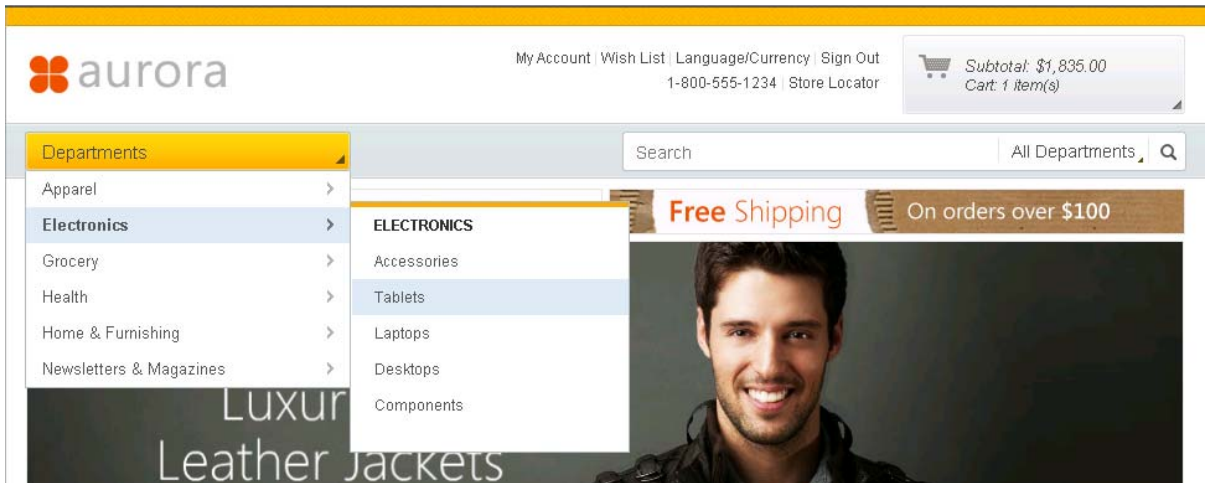 aurora
My Account | Wish List | Language/Currency | Sign Out
1-800-555-1234 | Store Locator
Subtotal: $1,835.00
Cart: 1 item(s)
Departments
Search
All Departments
Apparel
Electronics
Grocery
Health
Home & Furnishing
Newsletters & Magazines
ELECTRONICS
Accessories
Tablets
Laptops
Desktops
Components
Free Shipping
On orders over $100
Leather Jackets